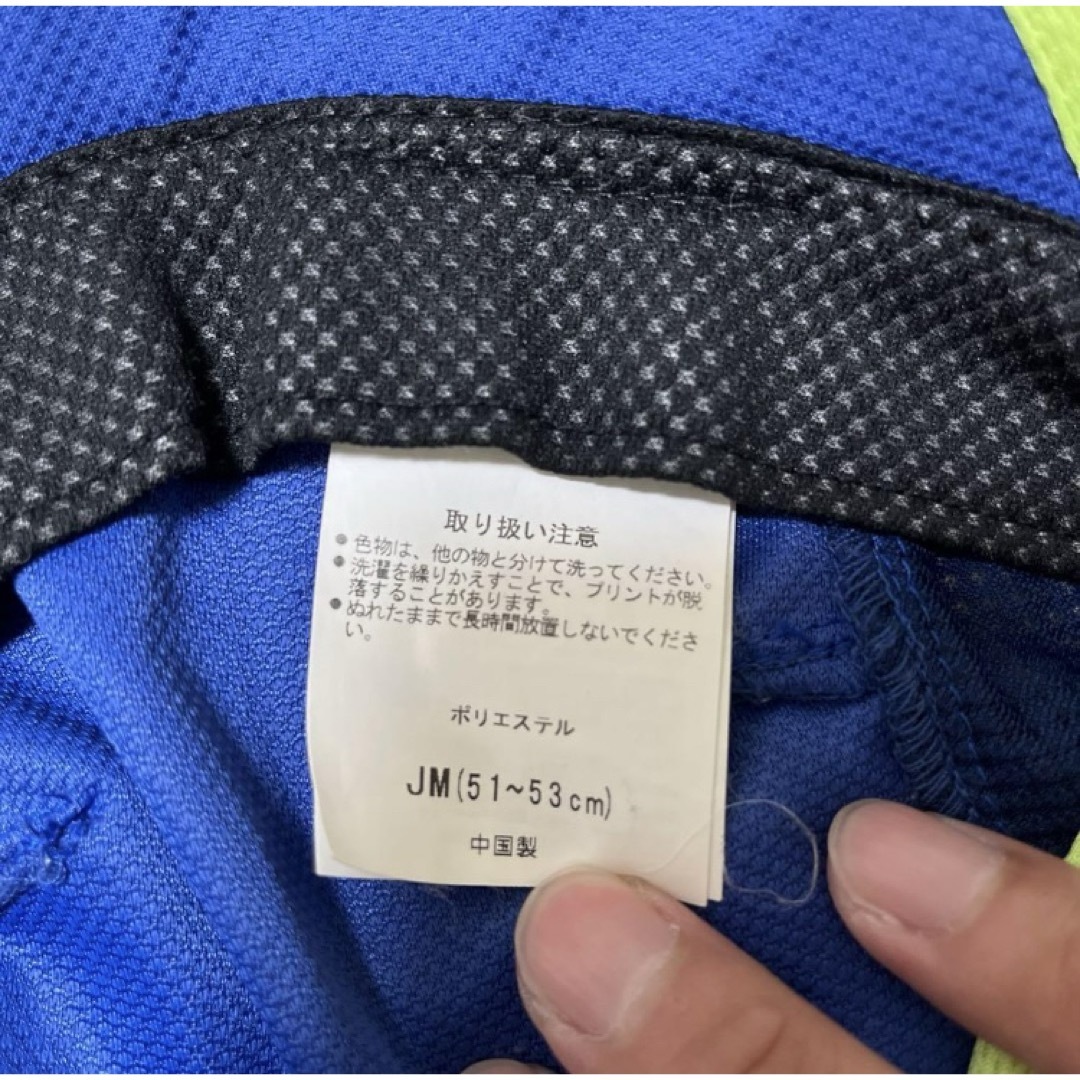 取り扱い注意
●色物は、他の物と分けて洗ってください。
●洗濯を繰りかえすことで、プリントが脱
落することがあります。
●ぬれたままで長時間放置しないでくださ
い。
ポリエステル
JM(51~53cm)
中国製